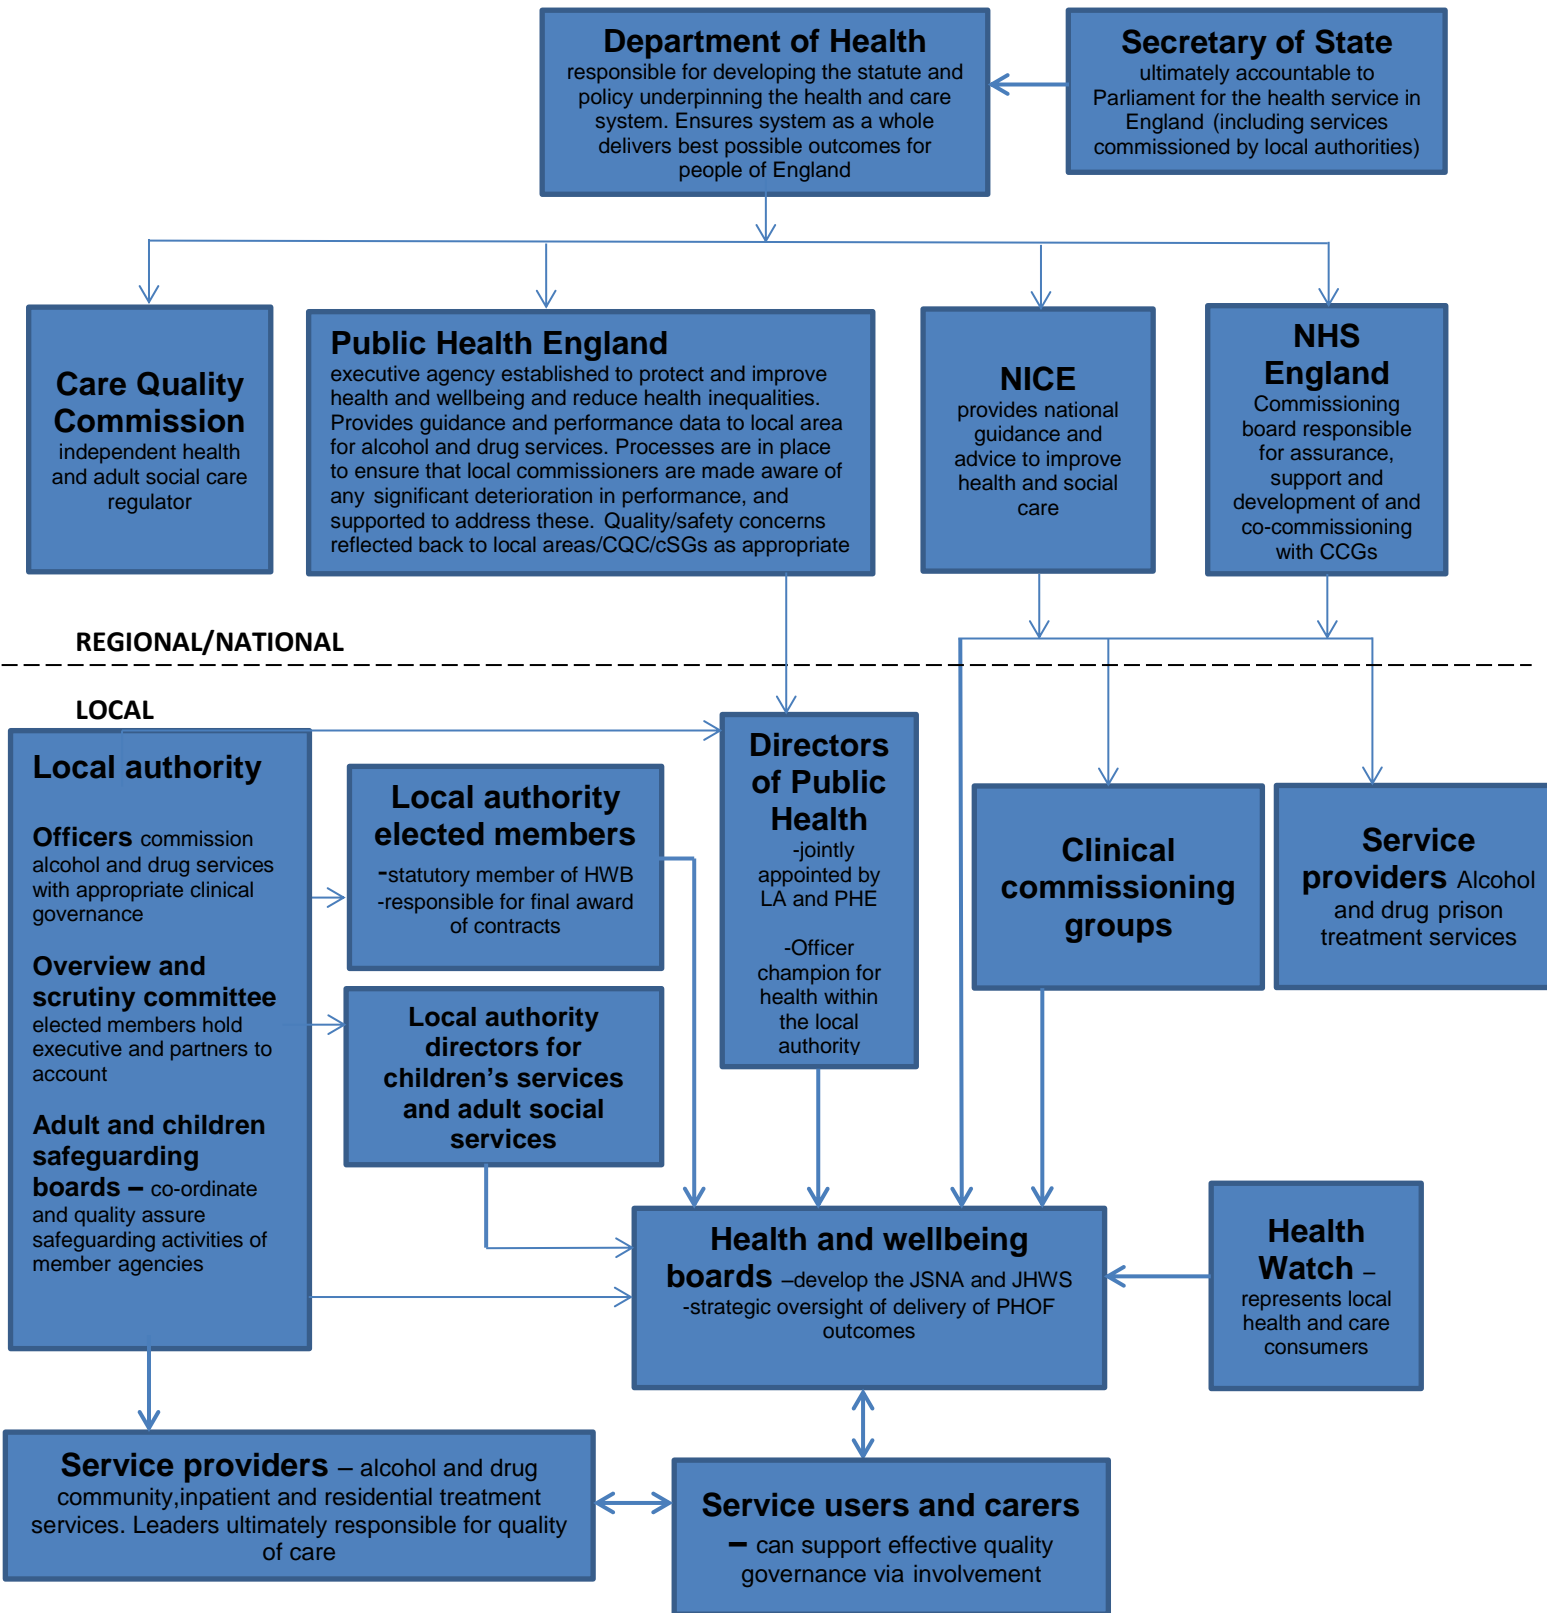 Department of Health
responsible for developing the statute and
policy underpinning the health and care
system. Ensures system as a whole
delivers best possible outcomes for
people of England
Secretary of State
ultimately accountable to
Parliament for the health service in
England (including services
commissioned by local authorities)
Care Quality
Commission
independent health
and adult social care
regulator
Public Health England
executive agency established to protect and improve
health and wellbeing and reduce health inequalities.
Provides guidance and performance data to local area
for alcohol and drug services. Processes are in place
to ensure that local commissioners are made aware of
any significant deterioration in performance, and
supported to address these. Quality/safety concerns
reflected back to local areas/CQC/cSGs as appropriate
NICE
provides national
guidance and
advice to improve
health and social
care
NHS
England
Commissioning
board responsible
for assurance,
support and
development of and
co-commissioning
with CCGs
REGIONAL/NATIONAL
LOCAL
Local authority
Officers commission
alcohol and drug services
with appropriate clinical
governance
Overview and
scrutiny committee
elected members hold
executive and partners to
account
Adult and children
safeguarding
boards – co-ordinate
and quality assure
safeguarding activities of
member agencies
Local authority
elected members
-statutory member of HWB
-responsible for final award
of contracts
Local authority
directors for
children's services
and adult social
services
Directors
of Public
Health
-jointly
appointed by
LA and PHE
-Officer
champion for
health within
the local
authority
Clinical
commissioning
groups
Service
providers Alcohol
and drug prison
treatment services
Health and wellbeing
boards –develop the JSNA and JHWS
-strategic oversight of delivery of PHOF
outcomes
Health
Watch –
represents local
health and care
consumers
Service providers – alcohol and drug
community,inpatient and residential treatment
services. Leaders ultimately responsible for quality
of care
Service users and carers
– can support effective quality
governance via involvement